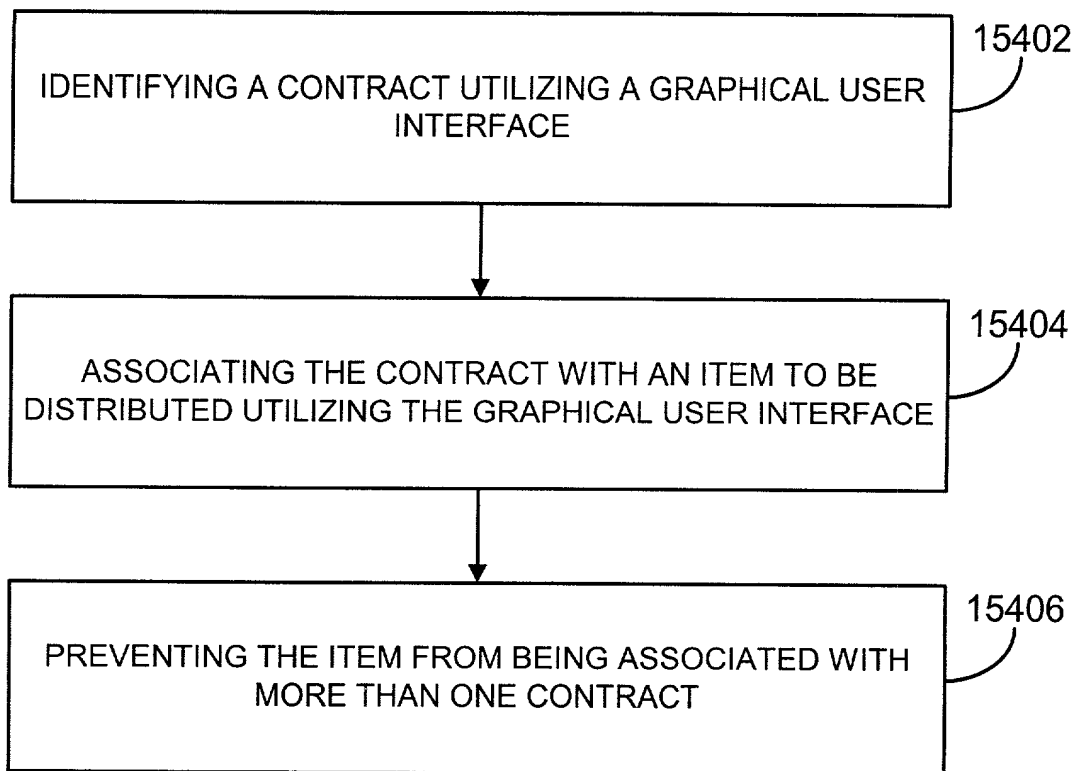 15402
IDENTIFYING A CONTRACT UTILIZING A GRAPHICAL USER
INTERFACE
15404
ASSOCIATING THE CONTRACT WITH AN ITEM TO BE
DISTRIBUTED UTILIZING THE GRAPHICAL USER INTERFACE
15406
PREVENTING THE ITEM FROM BEING ASSOCIATED WITH
MORE THAN ONE CONTRACT